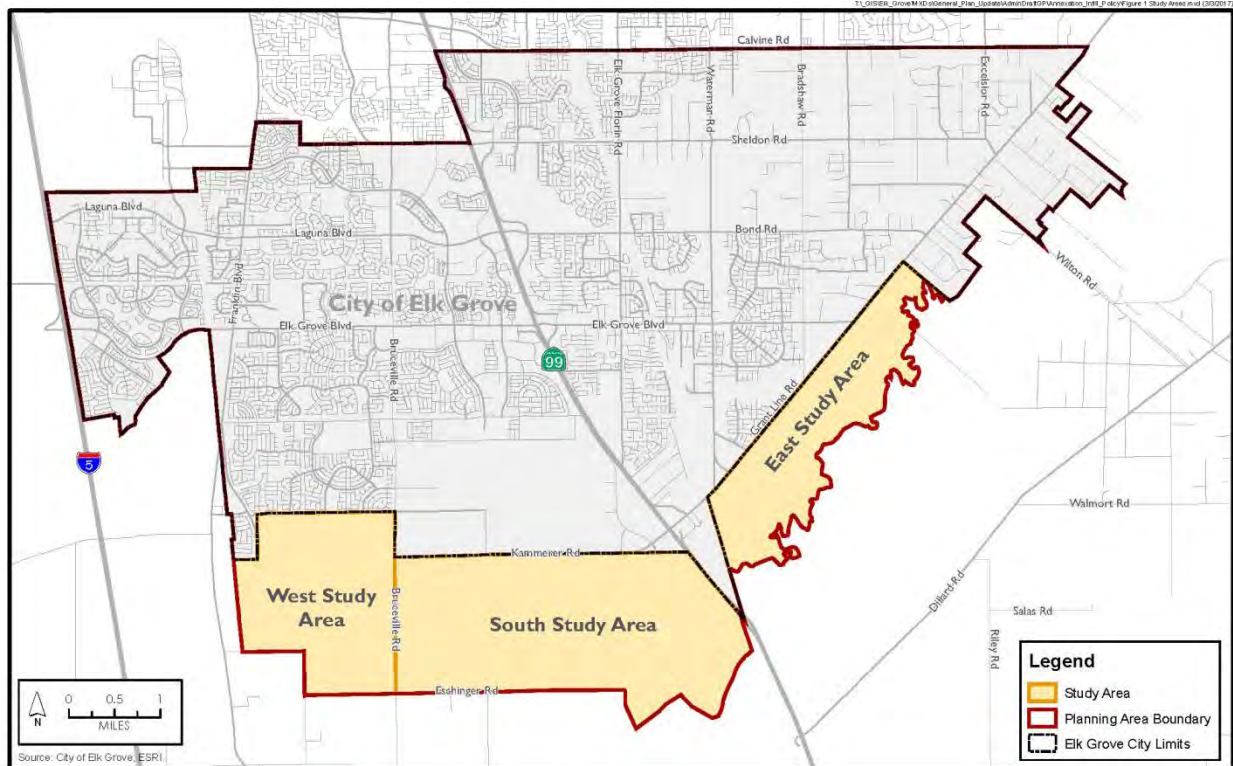 Calvine Rd
Elk Grove Florin Rd
Waterman Rd
Bradshaw Rd
Excelsior Rd
Sheldon Rd
Laguna Blvd
Laguna Blvd
Bond Rd
Wilton Rd
Franklin Blvd
City of Elk Grove
Elk Grove Blvd
Elk Grove Blvd
Bruceville Rd
99
Grant Line Rd
East Study Area
5
Walmort Rd
Kammerer Rd
Dillard Rd
West Study
Area
Bruceville Rd
South Study Area
Salas Rd
Riley Rd
Esshinger Rd
N
0 0.5 1
MILES
Source: City of Elk Grove, ESRI
Legend
Study Area
Planning Area Boundary
Elk Grove City Limits